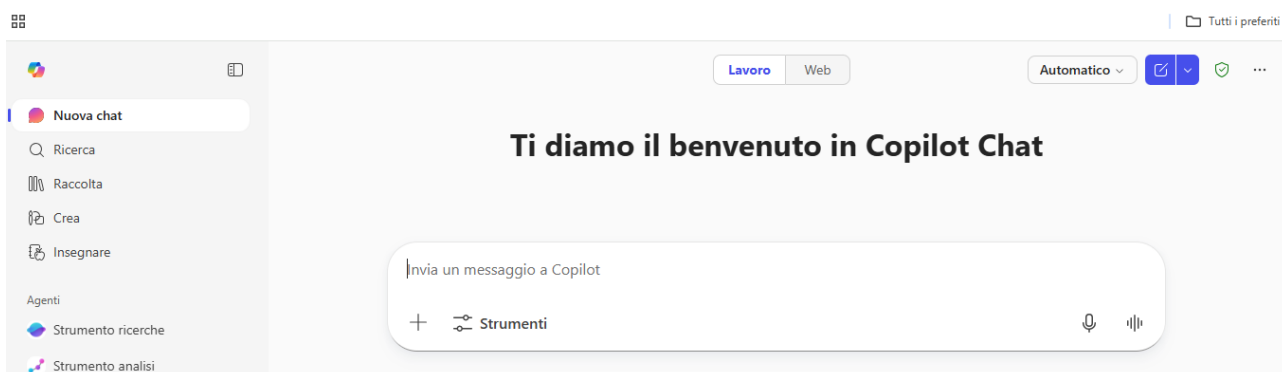 Tutti i preferiti
Lavoro
Web
Automatico
Nuova chat
Ricerca
Raccolta
Crea
Insegnare
Agenti
Strumento ricerche
Strumento analisi
Ti diamo il benvenuto in Copilot Chat
Invia un messaggio a Copilot
Strumenti